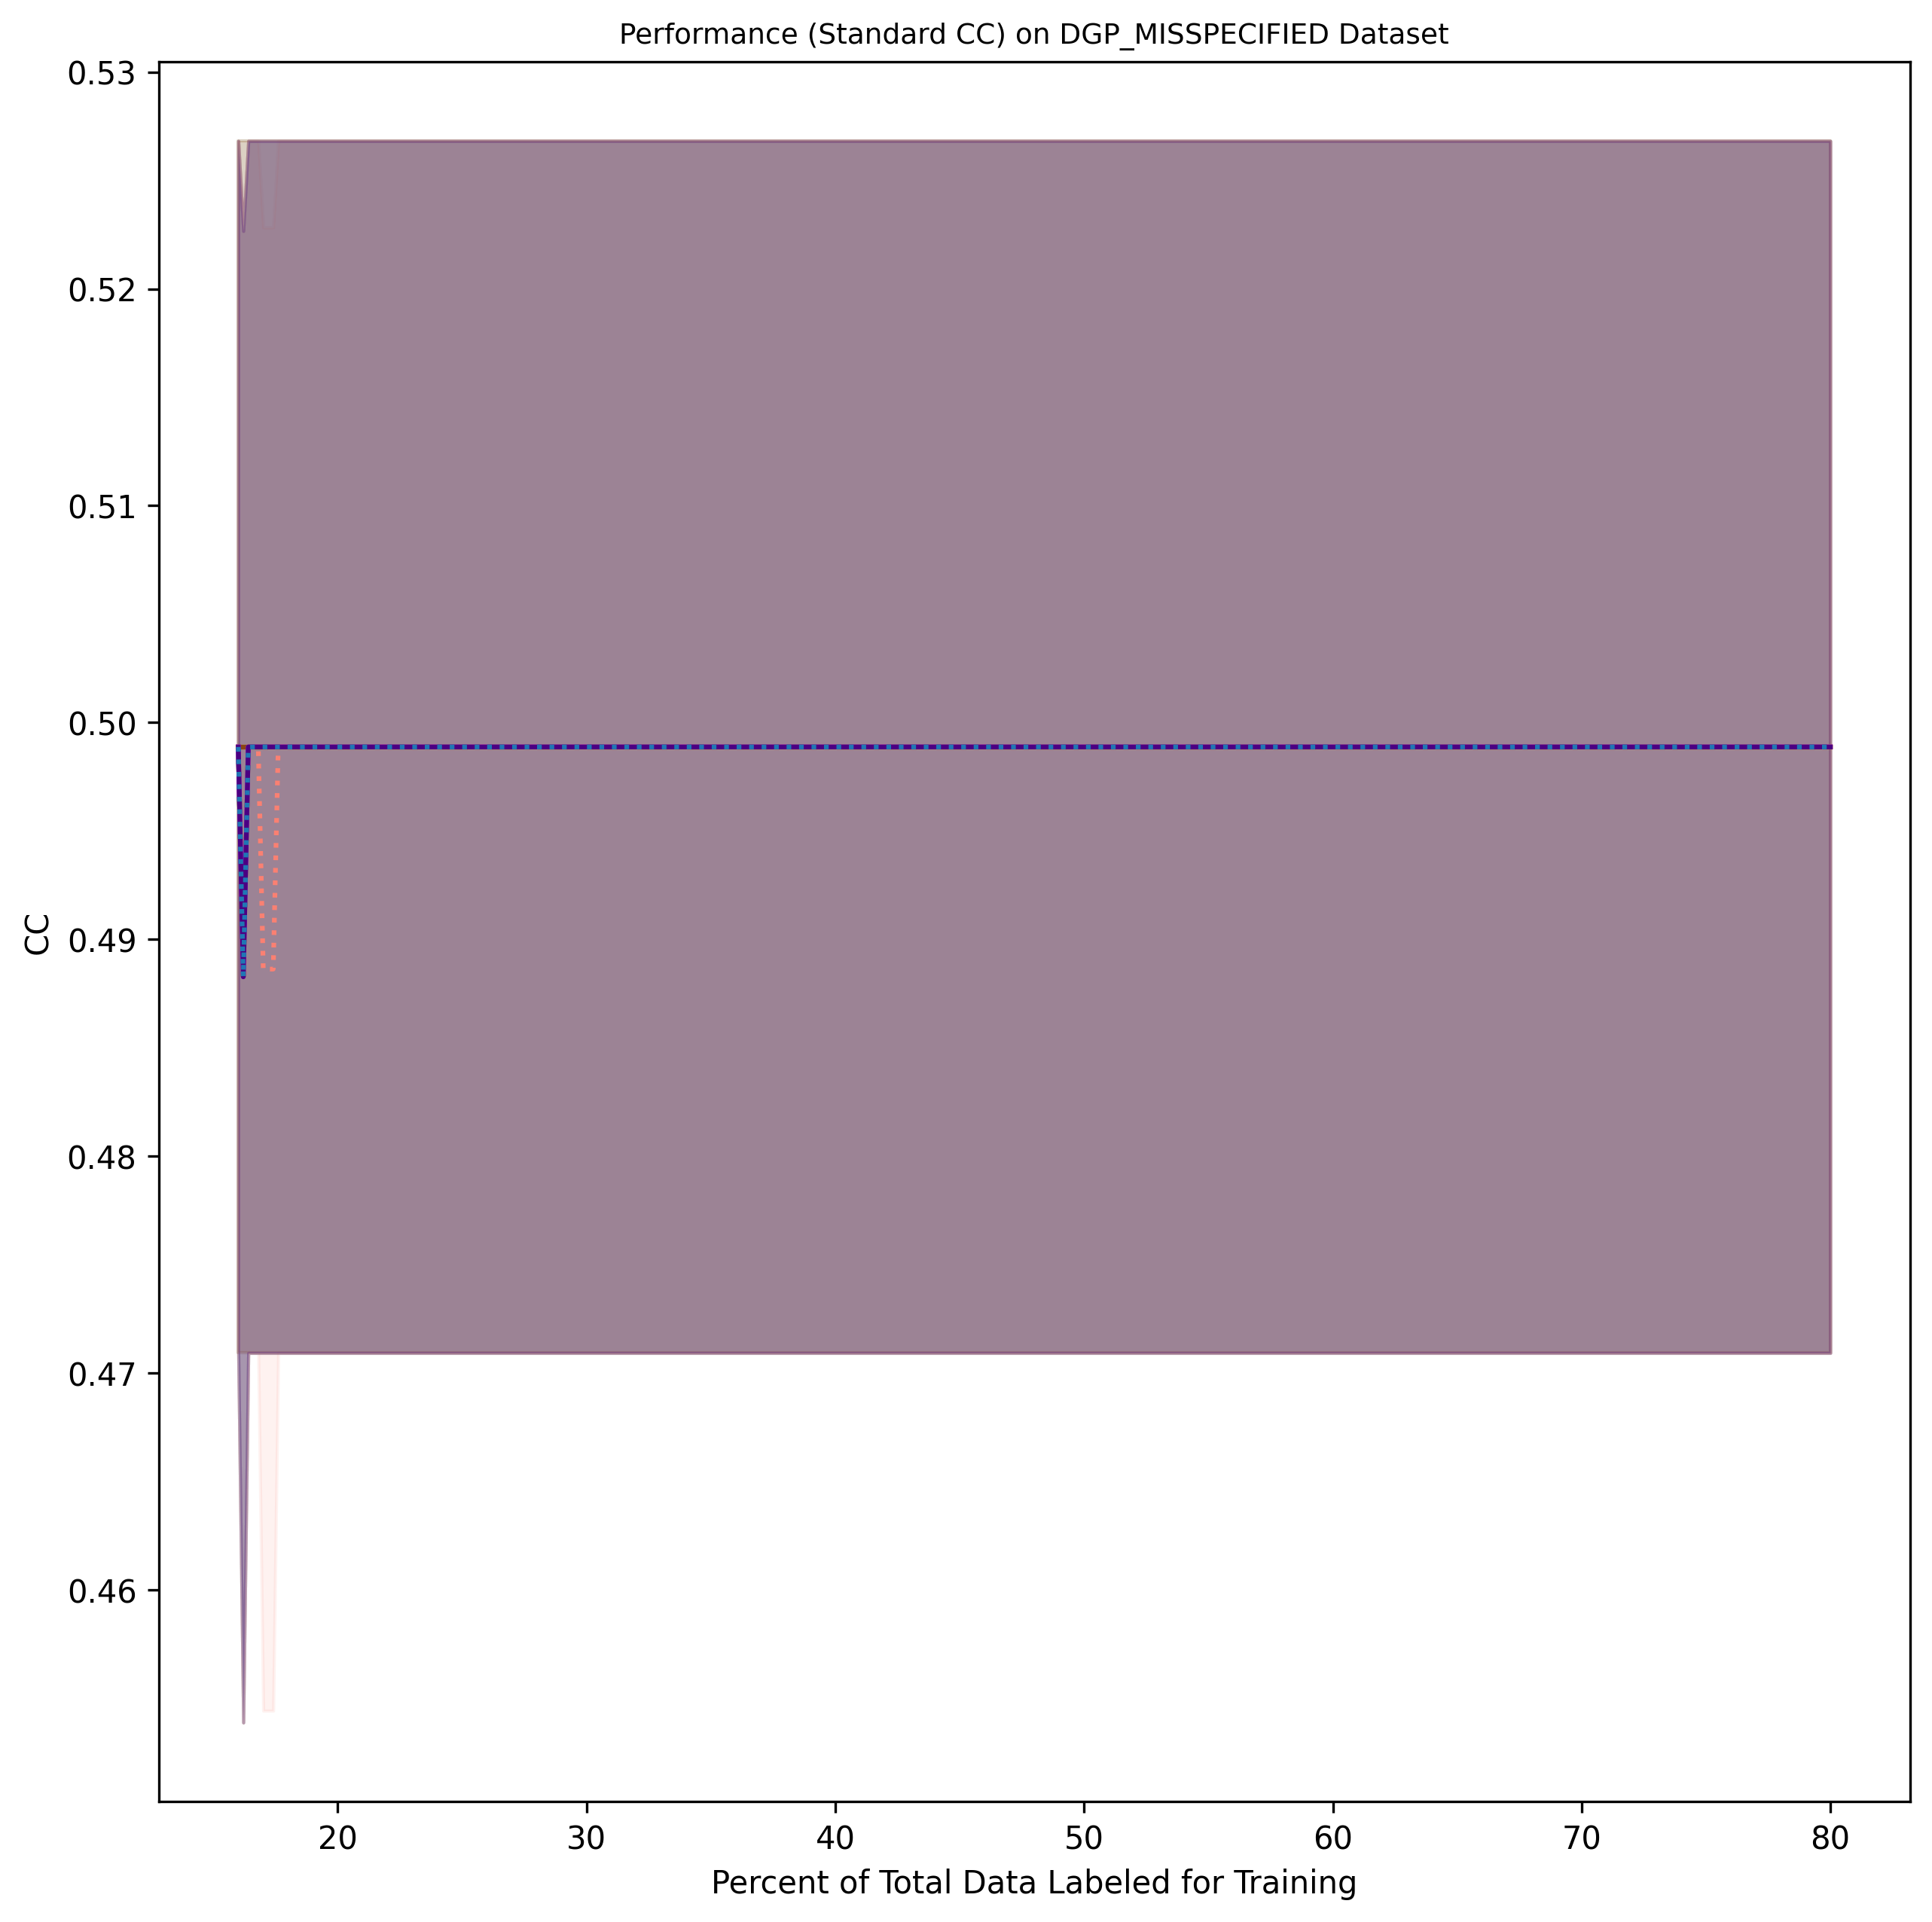 Performance (Standard CC) on DGP_MISSPECIFIED Dataset
0.53
0.52
0.51
0.50
0.49
0.48
0.47
0.46
CC
20 30 40 50 60 70 80
Percent of Total Data Labeled for Training